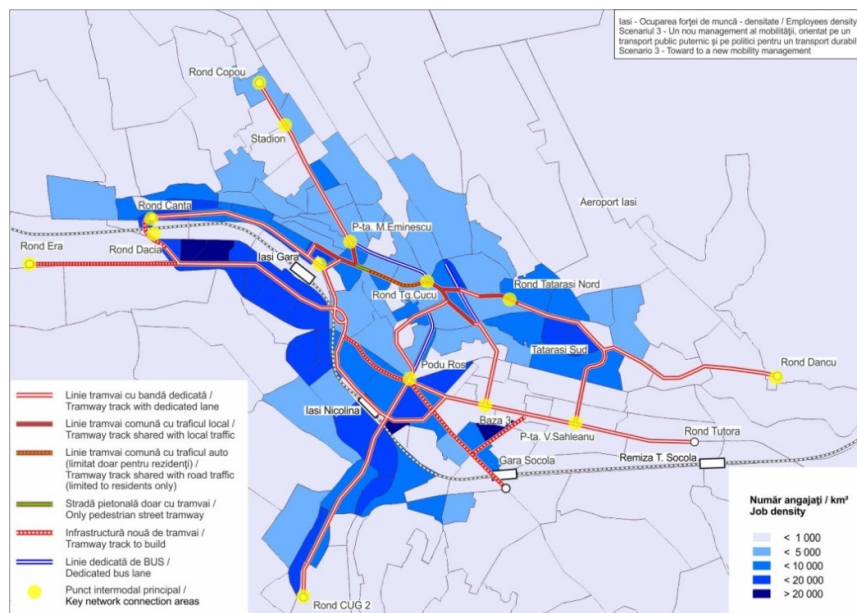 Iasi - Ocuparea forţei de muncă - densitate / Employees density
Scenariul 3 - Un nou management al mobilităţii, orientat pe un
transport public puternic şi pe politici pentru un transport durabil
Scenario 3 - Toward to a new mobility management
Rond Copou
Stadion
Aeroport Iasi
Rond Canta
P-ta. M.Eminescu
Rond Era
Rond Dacia
Iasi Gara
Rond Tg.Cucu
Rond Tatarasi Nord
Tatarasi Sud
Rond Dancu
Podu Ros
Iasi Nicolina
Baza 3
P-ta. V.Sahleanu
Rond Tutora
Gara Socola
Remiza T. Socola
Rond CUG 2
Linie tramvai cu bandă dedicată /
Tramway track with dedicated lane
Linie tramvai comună cu traficul local /
Tramway track shared with local traffic
Linie tramvai comună cu traficul auto
(limitat doar pentru rezidenţi) /
Tramway track shared with road traffic
(limited to residents only)
Stradă pietonală doar cu tramvai /
Only pedestrian street tramway
Infrastructură nouă de tramvai /
Tramway track to build
Linie dedicată de BUS /
Dedicated bus lane
Punct intermodal principal /
Key network connection areas
Număr angajaţi / km²
Job density
< 1 000
< 5 000
< 10 000
< 20 000
> 20 000